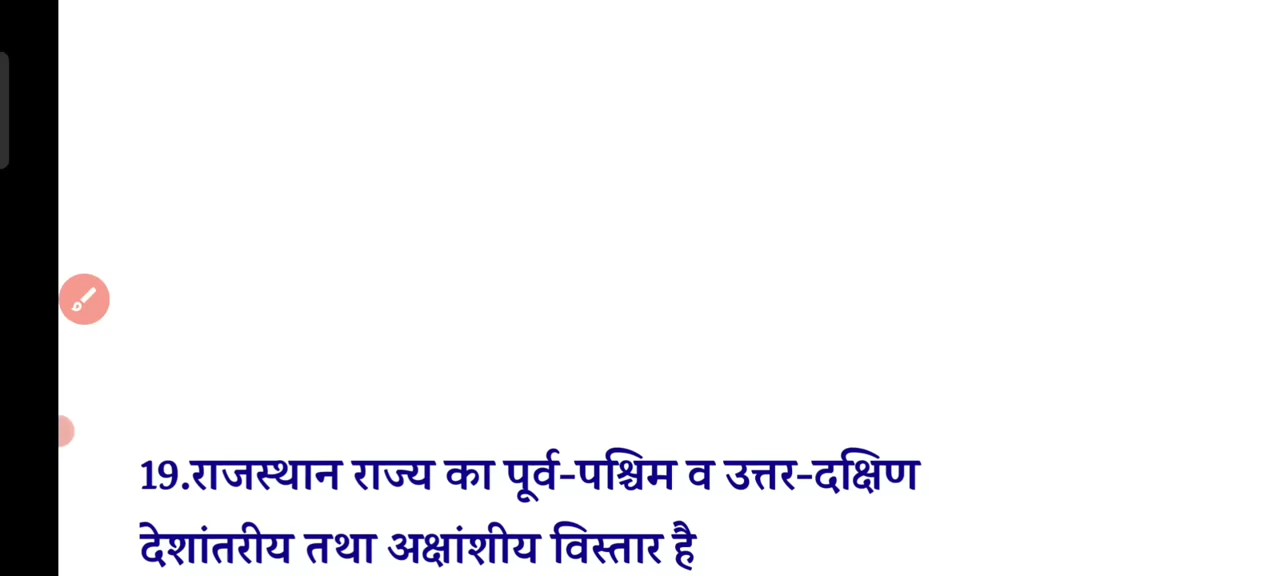 19.राजस्थान राज्य का पूर्व-पश्चिम व उत्तर-दक्षिण
देशांतरीय तथा अक्षांशीय विस्तार है